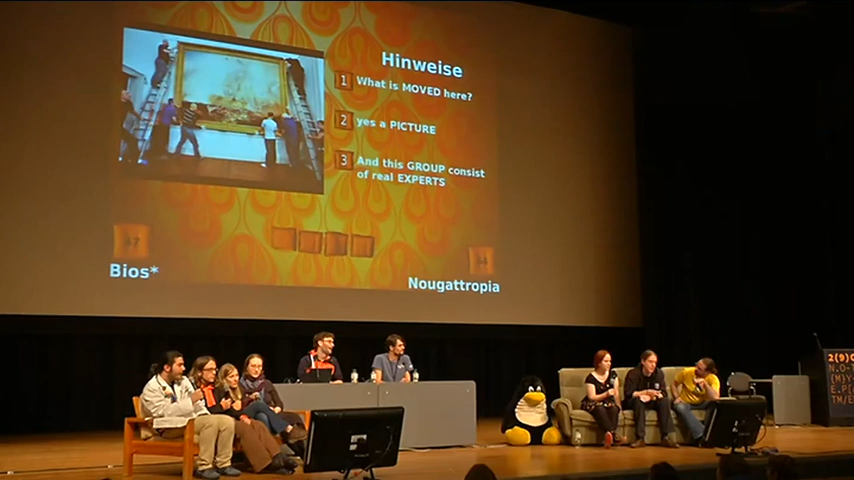 Hinweise
1 What is MOVED here?
2 yes a PICTURE
3 And this GROUP consist
of real EXPERTS
47
Bios*
Nougattropia